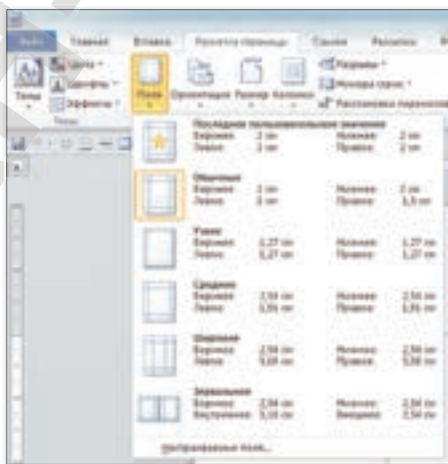 Файл Главная Вставка Разметка страницы Ссылки Рассылки
Цвета Разрывы
Шрифты Номера строк
Темы Эффекты Поля Ориентация Размер Колонки Расстановка переносов
Темы
Последнее пользовательское значение
Верхнее: 2 см Нижнее: 2 см
Левое: 2 см Правое: 2 см
Обычное
Верхнее: 2 см Нижнее: 2 см
Левое: 3 см Правое: 1,5 см
Узкое
Верхнее: 1,27 см Нижнее: 1,27 см
Левое: 1,27 см Правое: 1,27 см
Среднее
Верхнее: 2,54 см Нижнее: 2,54 см
Левое: 1,91 см Правое: 1,91 см
Широкое
Верхнее: 2,54 см Нижнее: 2,54 см
Левое: 5,08 см Правое: 5,08 см
Зеркальное
Верхнее: 2,54 см Нижнее: 2,54 см
Внутреннее: 3,18 см Внешнее: 2,54 см
Настраиваемые поля...